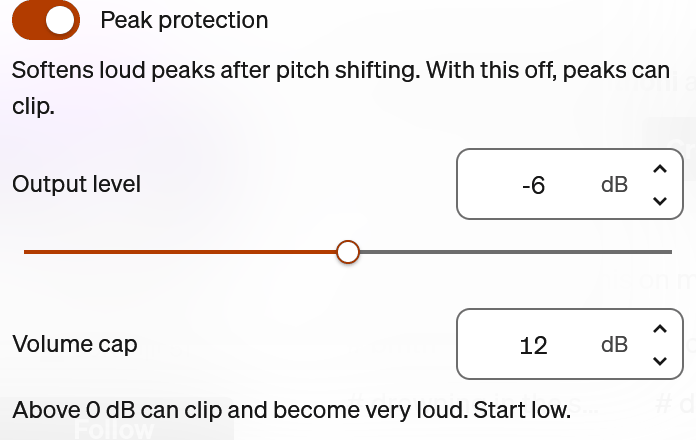 Peak protection
Softens loud peaks after pitch shifting. With this off, peaks can
clip.
Output level
-6 dB
Volume cap
12 dB
Above 0 dB can clip and become very loud. Start low.
Follow
# d